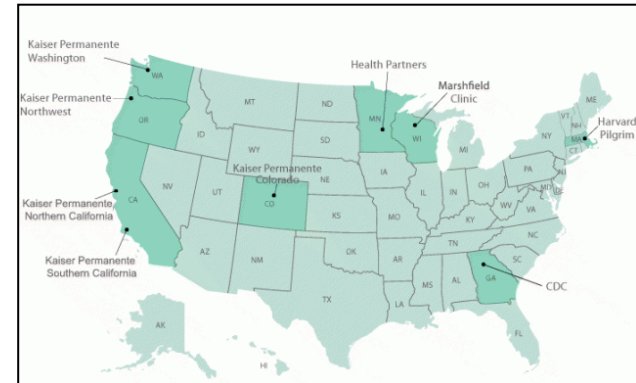 Kaiser Permanente
Washington
Kaiser Permanente
Northwest
Kaiser Permanente
Northern California
Kaiser Permanente
Southern California
Kaiser Permanente
Colorado
Health Partners
Marshfield
Clinic
Harvard
Pilgrim
CDC
WA
OR
CA
ID
NV
MT
WY
UT
AZ
CO
NM
ND
SD
NE
KS
OK
TX
MN
IA
MO
AR
LA
WI
IL
MI
IN
OH
KY
TN
MS
AL
GA
FL
SC
NC
VA
WV
PA
NY
VT
NH
ME
MA
CT
NJ
MD
AK
HI